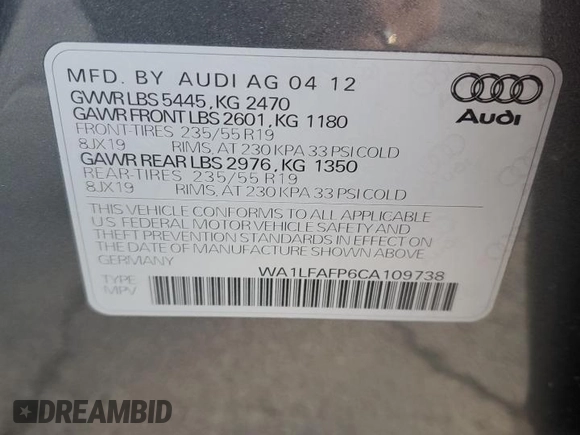 MFD. BY AUDI AG 04 12
GVWR LBS 5445, KG 2470
GAWR FRONT LBS 2601, KG 1180
FRONT-TIRES 235/55 R19
8JX19 RIMS, AT 230 KPA 33 PSI COLD
GAWR REAR LBS 2976, KG 1350
REAR-TIRES 235/55 R19
8JX19 RIMS, AT 230 KPA 33 PSI COLD
THIS VEHICLE CONFORMS TO ALL APPLICABLE
U.S. FEDERAL MOTOR VEHICLE SAFETY AND
THEFT PREVENTION STANDARDS IN EFFECT ON
THE DATE OF MANUFACTURE SHOWN ABOVE
GERMANY
WA1LFAFP6CA109738
TYPE
MPV
Audi
DREAMBID